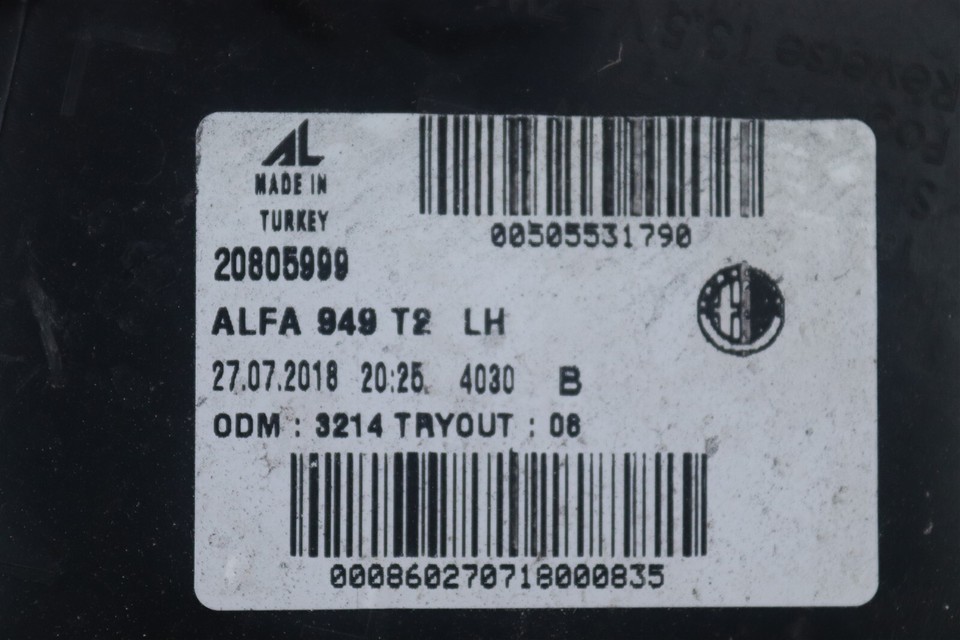 AL
MADE IN
TURKEY
00505531790
20805999
ALFA 949 T2 LH
27.07.2018 20:25 4030 B
ODM : 3214 TRYOUT : 06
000860270718000835